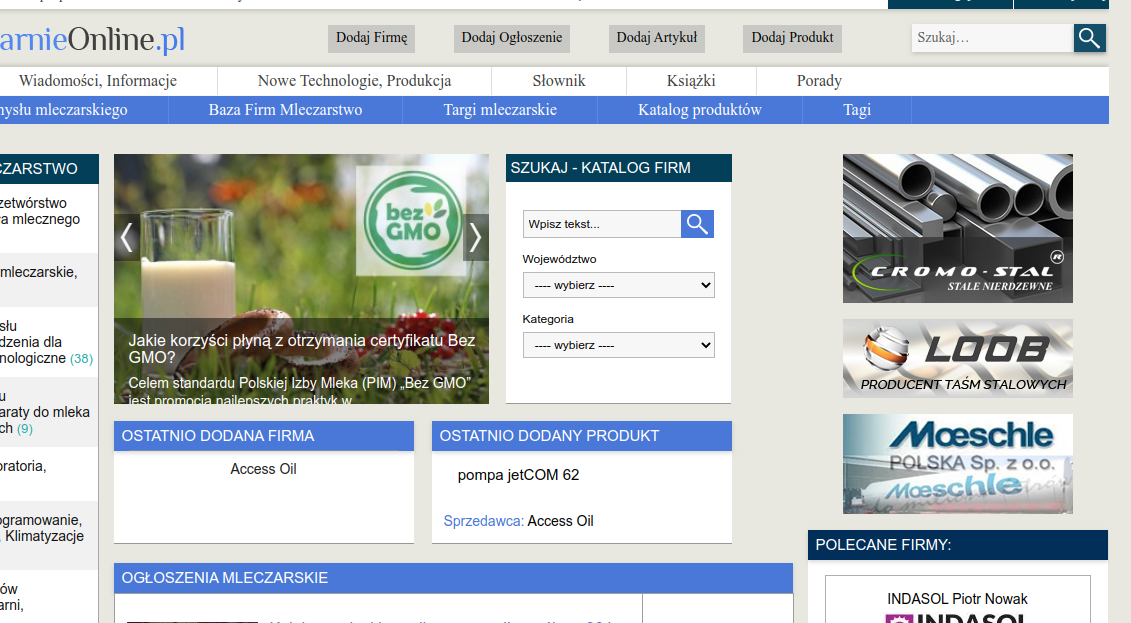 arnieOnline.pl
Dodaj Firmę
Dodaj Ogłoszenie
Dodaj Artykuł
Dodaj Produkt
Szukaj…
Wiadomości, Informacje
Nowe Technologie, Produkcja
Słownik
Książki
Porady
mysłu mleczarskiego
Baza Firm Mleczarstwo
Targi mleczarskie
Katalog produktów
Tagi
CZARSTWO
zetwórstwo
a mlecznego
mleczarskie,
słu
dzenia dla
nologiczne (38)
u
araty do mleka
ch (9)
oratoria,
ogramowanie,
, Klimatyzacje
ów
arni,
bez
GMO
Jakie korzyści płyną z otrzymania certyfikatu Bez
GMO?
Celem standardu Polskiej Izby Mleka (PIM) „Bez GMO”
jest promocja najlepszych praktyk w
SZUKAJ - KATALOG FIRM
Wpisz tekst...
Województwo
---- wybierz ----
Kategoria
---- wybierz ----
OSTATNIO DODANA FIRMA
Access Oil
OSTATNIO DODANY PRODUKT
pompa jetCOM 62
Sprzedawca: Access Oil
OGŁOSZENIA MLECZARSKIE
CROMO-STAL®
STALE NIERDZEWNE
LOOB
PRODUCENT TAŚM STALOWYCH
Mœschle
POLSKA Sp. z o.o.
Mœschle
POLECANE FIRMY:
INDASOL Piotr Nowak
INDASOL